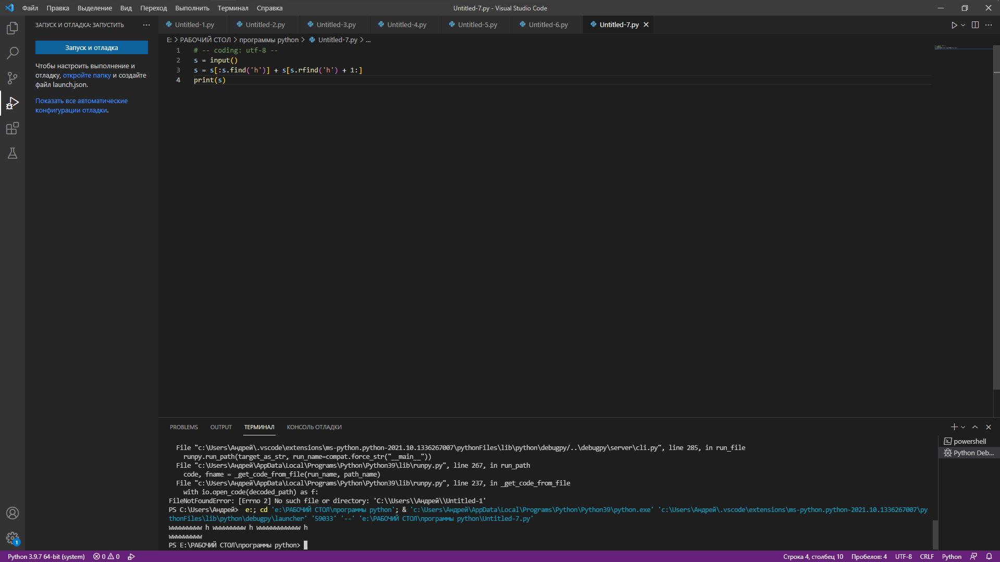 Файл Правка Выделение Вид Переход Выполнить Терминал Справка
Untitled-7.py - Visual Studio Code
ЗАПУСК И ОТЛАДКА: ЗАПУСТИТЬ
Untitled-1.py Untitled-2.py Untitled-3.py Untitled-4.py Untitled-5.py Untitled-6.py Untitled-7.py
E: > РАБОЧИЙ СТОЛ > программы python > Untitled-7.py > ...
Запуск и отладка
Чтобы настроить выполнение и
отладку, откройте папку и создайте
файл launch.json.
Показать все автоматические
конфигурации отладки.
1 # -- coding: utf-8 --
2 s = input()
3 s = s[:s.find('h')] + s[s.rfind('h') + 1:]
4 print(s)
PROBLEMS OUTPUT ТЕРМИНАЛ КОНСОЛЬ ОТЛАДКИ
powershell
Python Deb...
File "c:\Users\Андрей\.vscode\extensions\ms-python.python-2021.10.1336267007\pythonFiles\lib\python\debugpy/..\debugpy\server\cli.py", line 285, in run_file
runpy.run_path(target_as_str, run_name=compat.force_str("__main__"))
File "c:\Users\Андрей\AppData\Local\Programs\Python\Python39\lib\runpy.py", line 267, in run_path
code, fname = _get_code_from_file(run_name, path_name)
File "c:\Users\Андрей\AppData\Local\Programs\Python\Python39\lib\runpy.py", line 237, in _get_code_from_file
with io.open_code(decoded_path) as f:
FileNotFoundError: [Errno 2] No such file or directory: 'C:\\Users\\Андрей\\Untitled-1'
PS C:\Users\Андрей>  e:; cd 'e:\РАБОЧИЙ СТОЛ\программы python'; & 'c:\Users\Андрей\AppData\Local\Programs\Python\Python39\python.exe' 'c:\Users\Андрей\.vscode\extensions\ms-python.python-2021.10.1336267007\py
thonFiles\lib\python\debugpy\launcher' '59033' '--' 'e:\РАБОЧИЙ СТОЛ\программы python\Untitled-7.py'
wwwwwwwww h wwwwwwwww h wwwwwwwwwwww h
wwwwwwwww
PS E:\РАБОЧИЙ СТОЛ\программы python>
1
Python 3.9.7 64-bit (system) 0 0
Строка 4, столбец 10 Пробелов: 4 UTF-8 CRLF Python